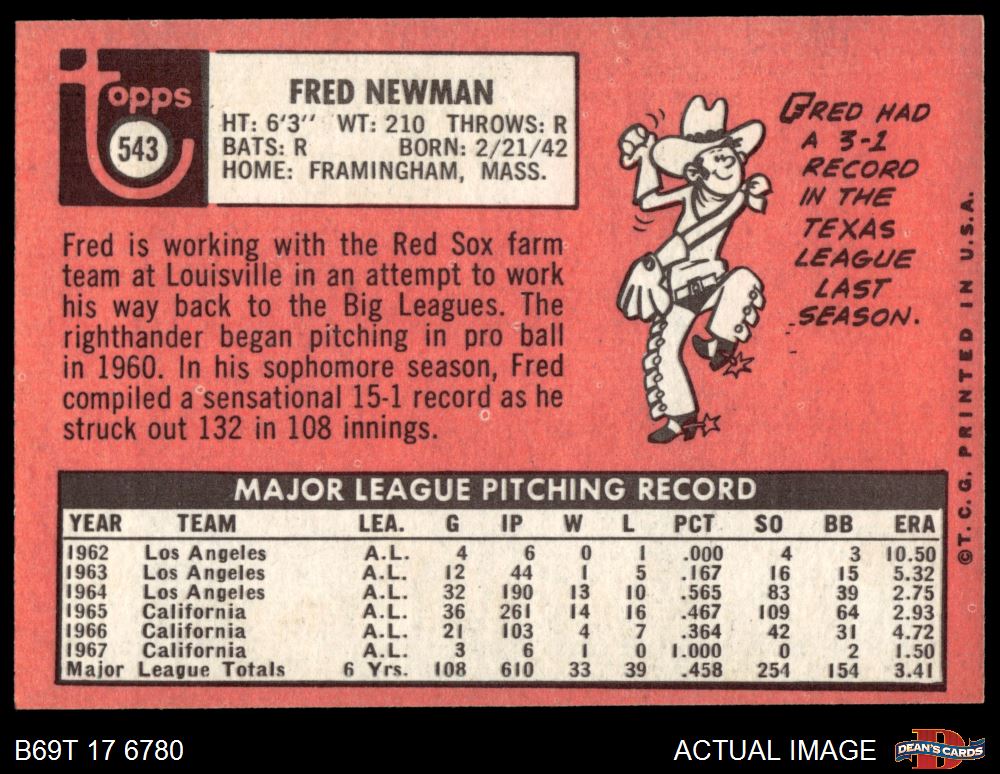 topps
543
FRED NEWMAN
HT: 6'3" WT: 210 THROWS: R
BATS: R BORN: 2/21/42
HOME: FRAMINGHAM, MASS.
Fred is working with the Red Sox farm
team at Louisville in an attempt to work
his way back to the Big Leagues. The
righthander began pitching in pro ball
in 1960. In his sophomore season, Fred
compiled a sensational 15-1 record as he
struck out 132 in 108 innings.
FRED HAD
A 3-1
RECORD
IN THE
TEXAS
LEAGUE
LAST
SEASON.
©T. C. G. PRINTED IN U.S.A.
MAJOR LEAGUE PITCHING RECORD
YEAR TEAM LEA. G IP W L PCT SO BB ERA
1962 Los Angeles A.L. 4 6 0 1 .000 4 3 10.50
1963 Los Angeles A.L. 12 44 1 5 .167 16 15 5.32
1964 Los Angeles A.L. 32 190 13 10 .565 83 39 2.75
1965 California A.L. 36 261 14 16 .467 109 64 2.93
1966 California A.L. 21 103 4 7 .364 42 31 4.72
1967 California A.L. 3 6 1 0 1.000 0 2 1.50
Major League Totals 6 Yrs. 108 610 33 39 .458 254 154 3.41
B69T 17 6780
ACTUAL IMAGE
D
DEAN'S CARDS